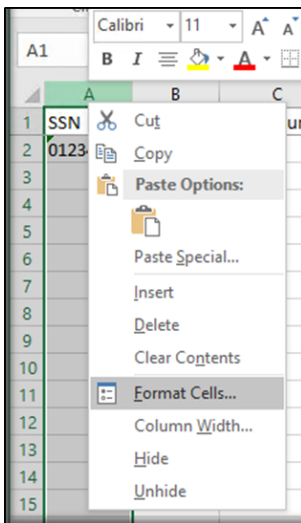 Calibri 11 A A
A1
B I A
A B C
1 SSN
2 0123
3
4
5
6
7
8
9
10
11
12
13
14
15
Cut
Copy
Paste Options:
Paste Special...
Insert
Delete
Clear Contents
Format Cells...
Column Width...
Hide
Unhide